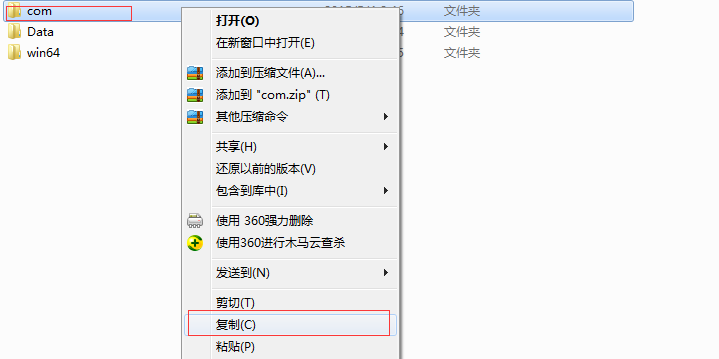 com
文件夹
Data
文件夹
win64
文件夹
打开(O)
在新窗口中打开(E)
添加到压缩文件(A)...
添加到 "com.zip" (T)
其他压缩命令
共享(H)
还原以前的版本(V)
包含到库中(I)
使用 360强力删除
使用360进行木马云查杀
发送到(N)
剪切(T)
复制(C)
粘贴(P)